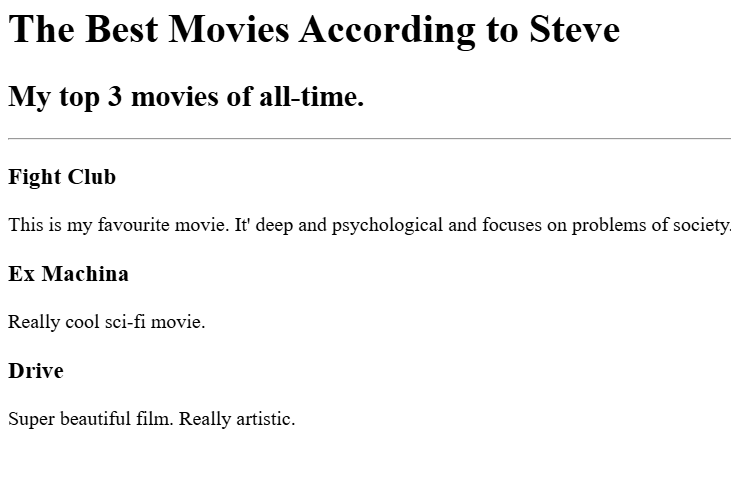 The Best Movies According to Steve
My top 3 movies of all-time.
Fight Club
This is my favourite movie. It' deep and psychological and focuses on problems of society.
Ex Machina
Really cool sci-fi movie.
Drive
Super beautiful film. Really artistic.